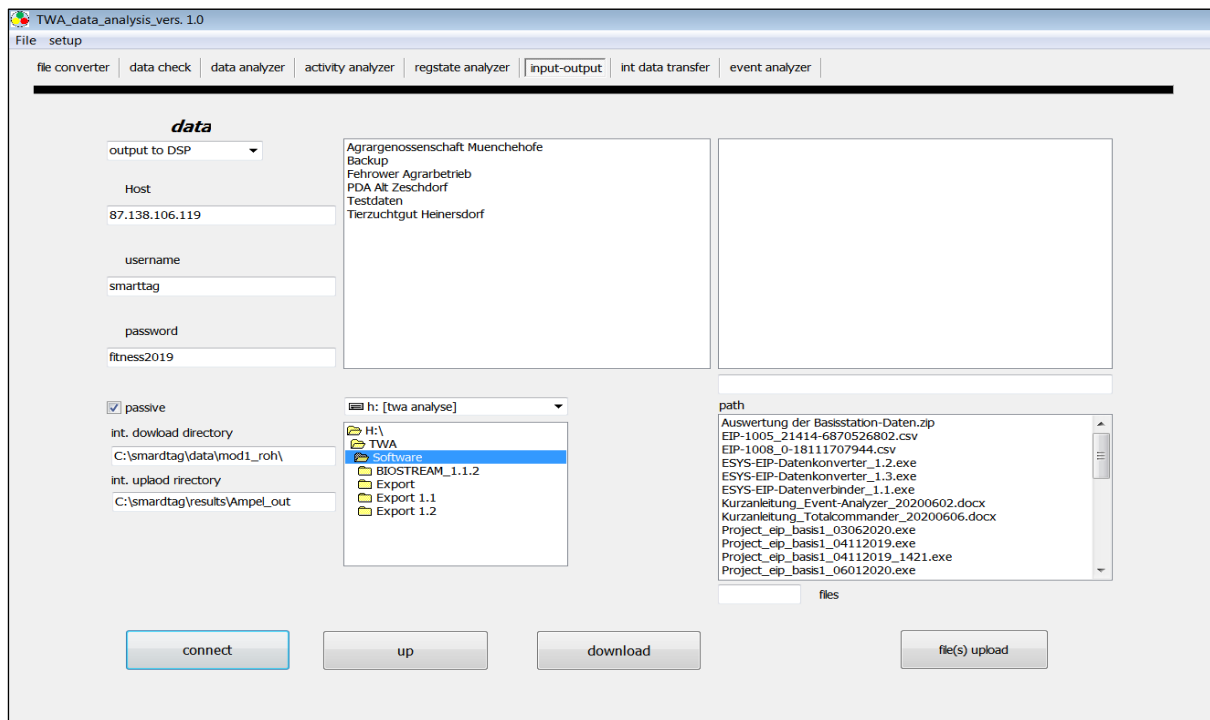 TWA_data_analysis_vers. 1.0
File setup
file converter data check data analyzer activity analyzer regstate analyzer input-output int data transfer event analyzer
data
output to DSP
Host
87.138.106.119
username
smarttag
password
fitness2019
passive
int. dowload directory
C:\smardtag\data\mod1_roh\
int. uplaod rirectory
C:\smardtag\results\Ampel_out
Agrargenossenschaft Muenchehofe
Backup
Fehrower Agrarbetrieb
PDA Alt Zeschdorf
Testdaten
Tierzuchtgut Heinersdorf
h: [twa analyse]
H:\
TWA
Software
BIOSTREAM_1.1.2
Export
Export 1.1
Export 1.2
path
Auswertung der Basisstation-Daten.zip
EIP-1005_21414-6870526802.csv
EIP-1008_0-18111707944.csv
ESYS-EIP-Datenkonverter_1.2.exe
ESYS-EIP-Datenkonverter_1.3.exe
ESYS-EIP-Datenverbinder_1.1.exe
Kurzanleitung_Event-Analyzer_20200602.docx
Kurzanleitung_Totalcommander_20200606.docx
Project_eip_basis1_03062020.exe
Project_eip_basis1_04112019.exe
Project_eip_basis1_04112019_1421.exe
Project_eip_basis1_06012020.exe
files
connect up download file(s) upload